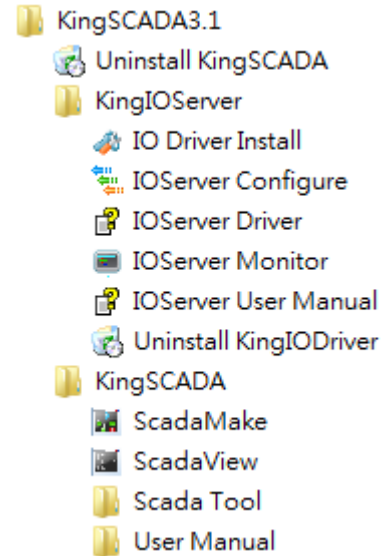 KingSCADA3.1
Uninstall KingSCADA
KingIOServer
IO Driver Install
IOServer Configure
IOServer Driver
IOServer Monitor
IOServer User Manual
Uninstall KingIODriver
KingSCADA
ScadaMake
ScadaView
Scada Tool
User Manual